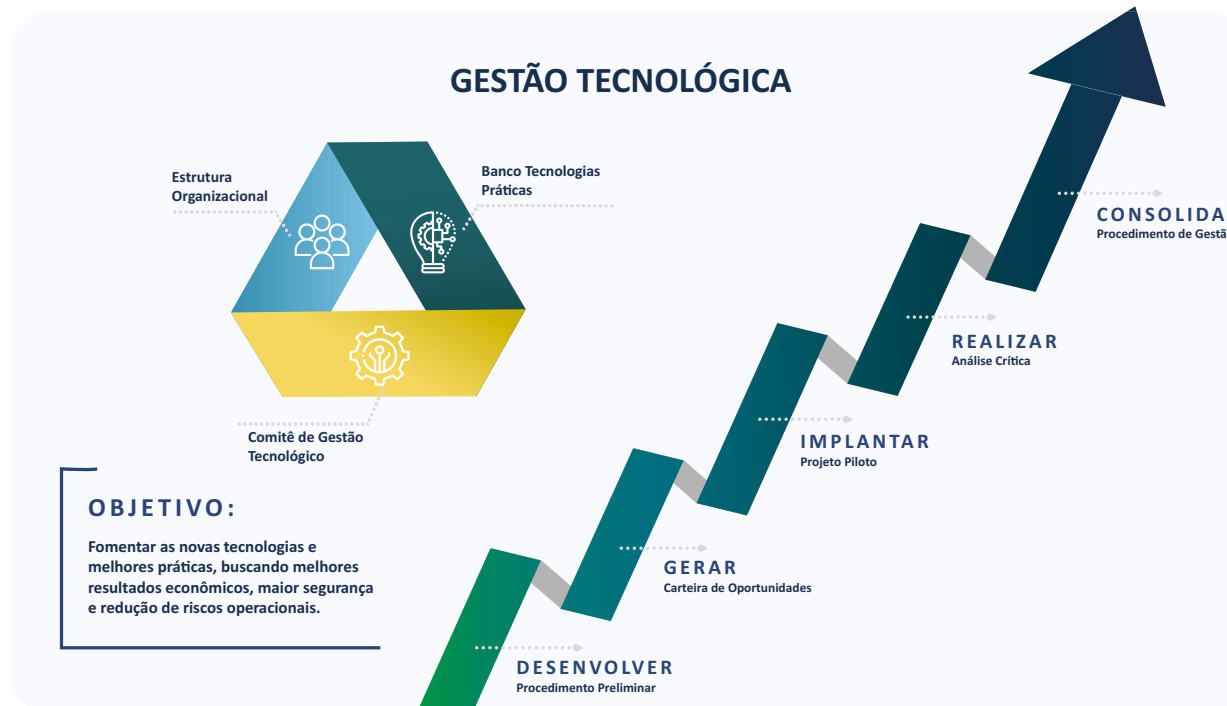 GESTÃO TECNOLÓGICA
Estrutura
Organizacional
Banco Tecnologias
Práticas
Comitê de Gestão
Tecnológico
OBJETIVO:
Fomentar as novas tecnologias e
melhores práticas, buscando melhores
resultados econômicos, maior segurança
e redução de riscos operacionais.
CONSOLIDA
Procedimento de Gestã
REALIZAR
Análise Crítica
IMPLANTAR
Projeto Piloto
GERAR
Carteira de Oportunidades
DESENVOLVER
Procedimento Preliminar